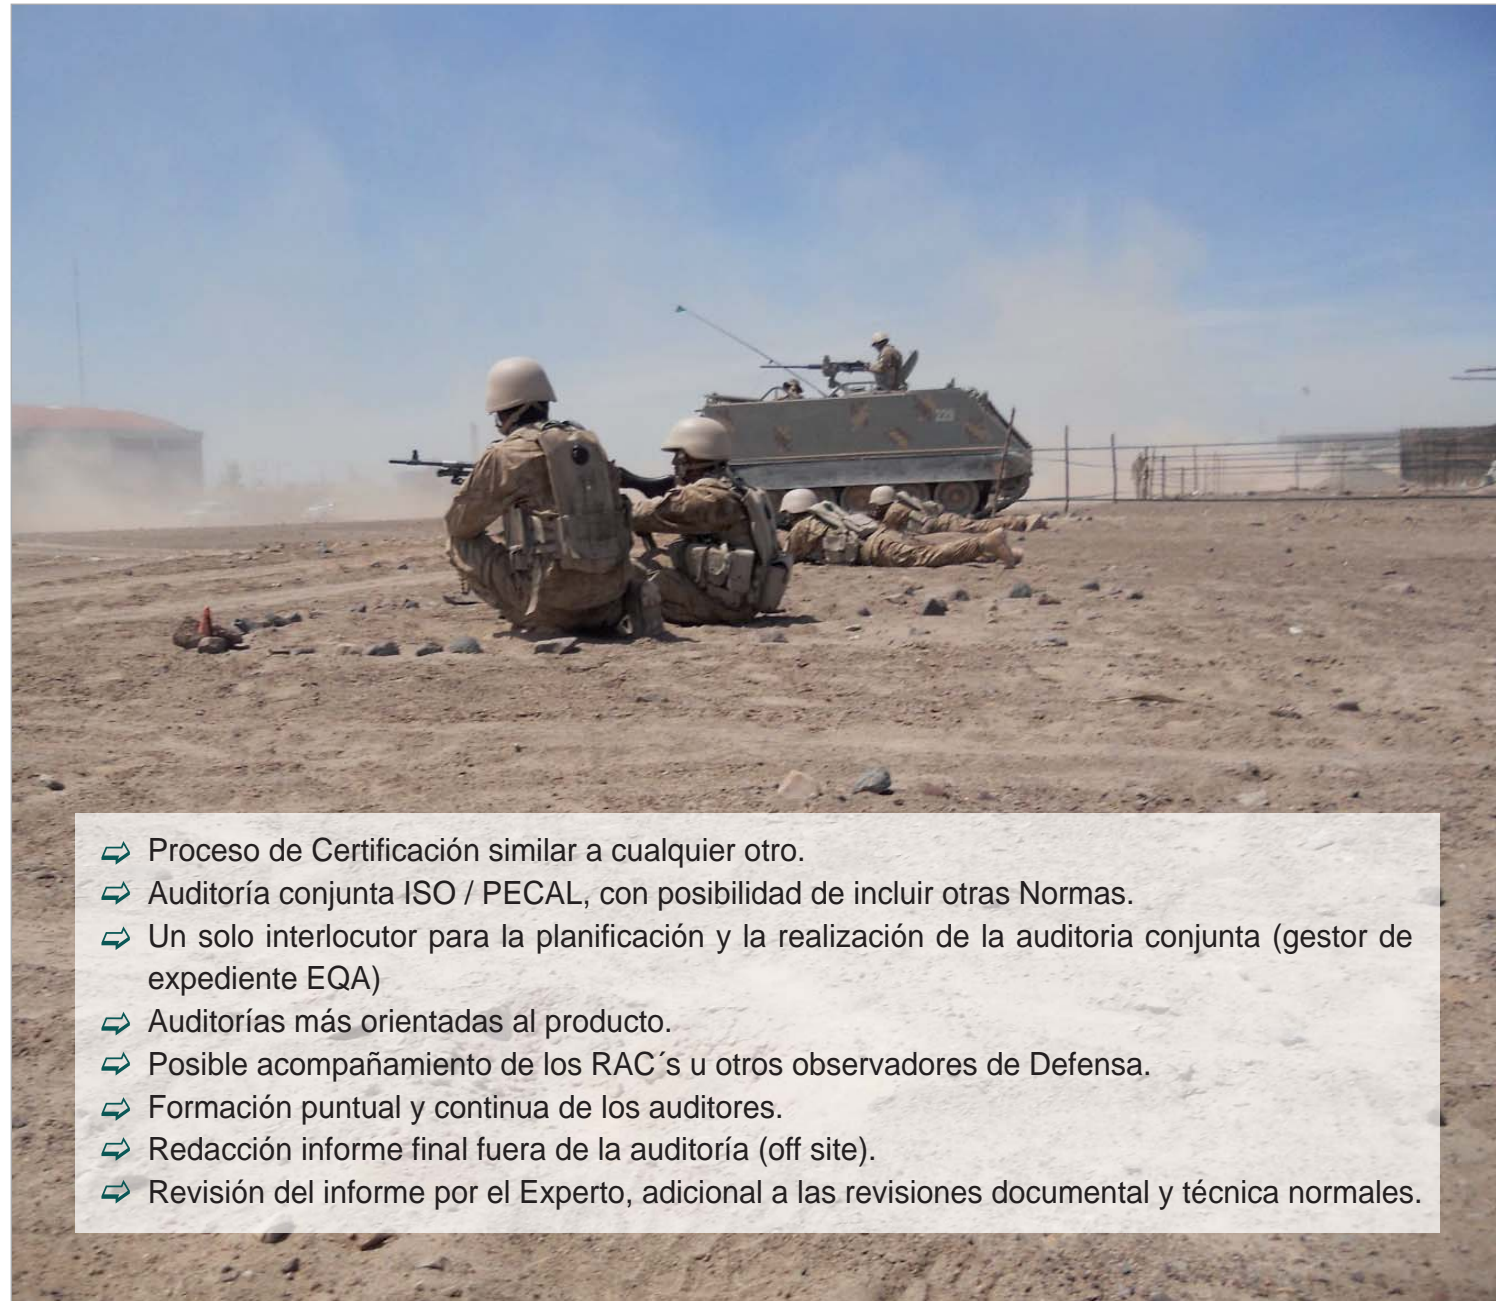 229
⇨ Proceso de Certificación similar a cualquier otro.
⇨ Auditoría conjunta ISO / PECAL, con posibilidad de incluir otras Normas.
⇨ Un solo interlocutor para la planificación y la realización de la auditoria conjunta (gestor de
expediente EQA)
⇨ Auditorías más orientadas al producto.
⇨ Posible acompañamiento de los RAC´s u otros observadores de Defensa.
⇨ Formación puntual y continua de los auditores.
⇨ Redacción informe final fuera de la auditoría (off site).
⇨ Revisión del informe por el Experto, adicional a las revisiones documental y técnica normales.